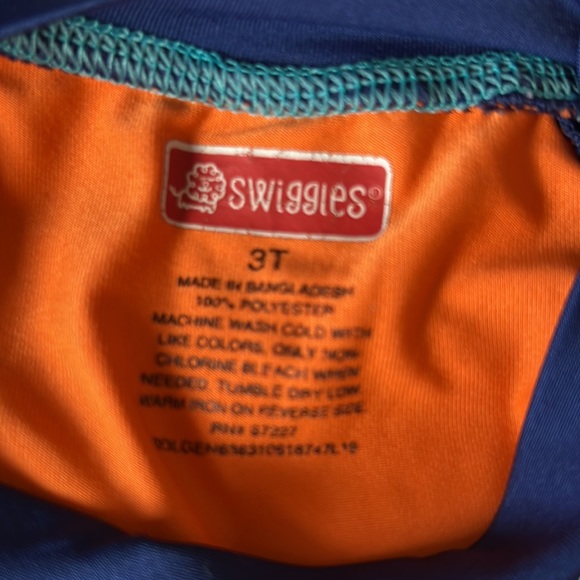 swiggles©
3T
MADE IN BANGLADESH
100% POLYESTER
MACHINE WASH COLD WITH
LIKE COLORS, ONLY NON-
CHLORINE BLEACH WHEN
NEEDED. TUMBLE DRY LOW.
WARM IRON ON REVERSE SIDE.
RN# 57227